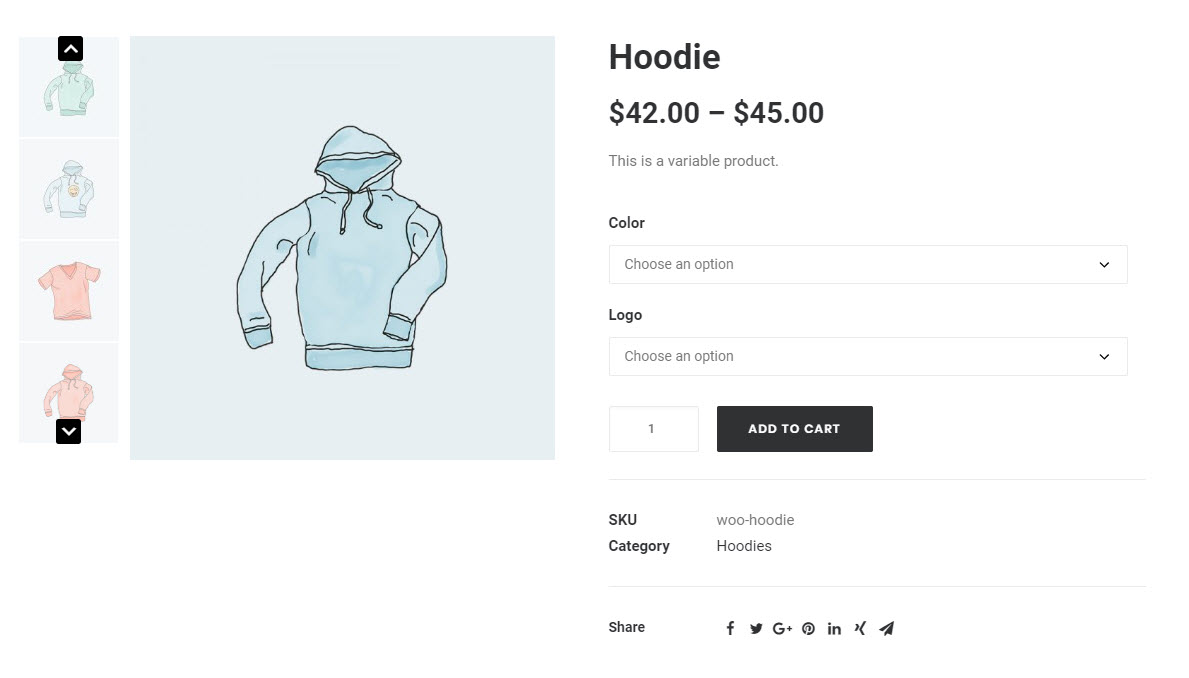 Hoodie
$42.00 – $45.00
This is a variable product.
Color
Choose an option
Logo
Choose an option
1 ADD TO CART
SKU woo-hoodie
Category Hoodies
Share